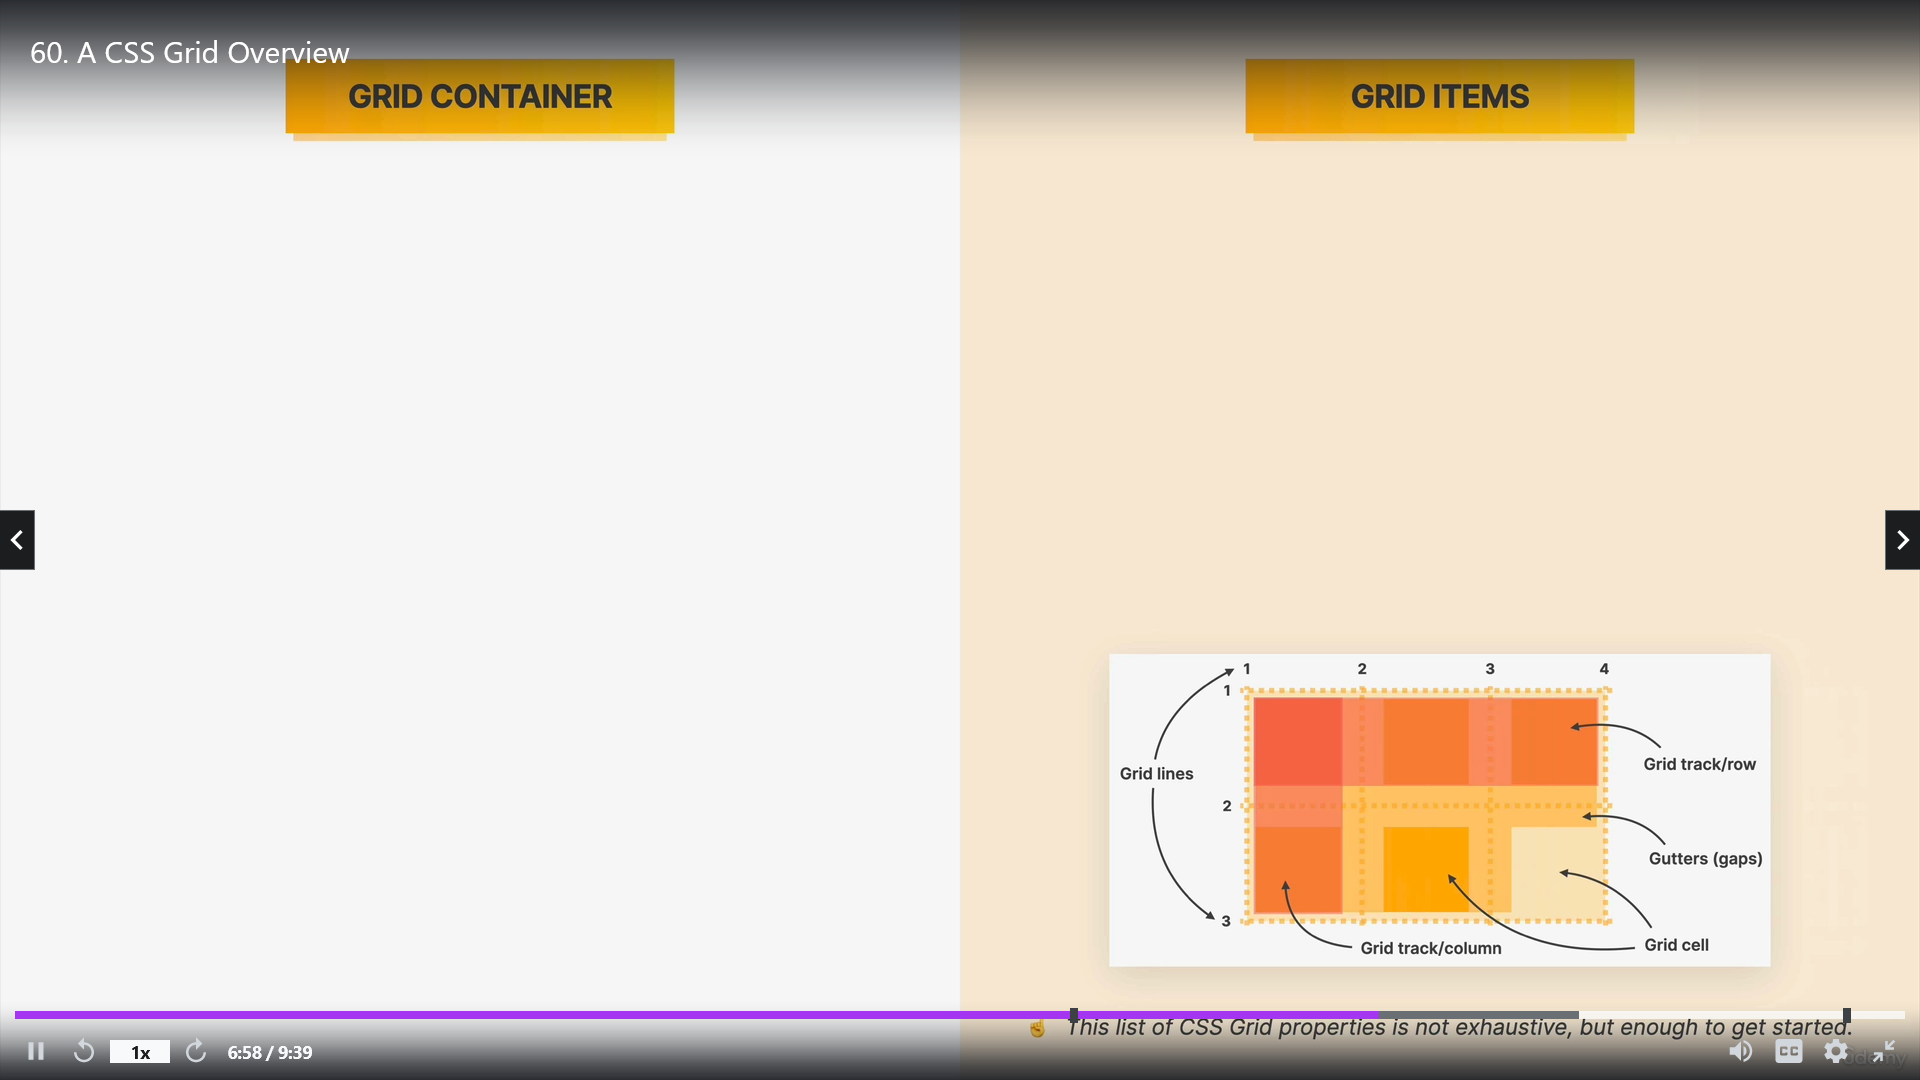 60. A CSS Grid Overview
GRID CONTAINER
GRID ITEMS
1 2 3 4
1
Grid track/row
Grid lines
2
Gutters (gaps)
3
Grid cell
Grid track/column
☝ This list of CSS Grid properties is not exhaustive, but enough to get started.
1x
6:58 / 9:39
CC
Udemy